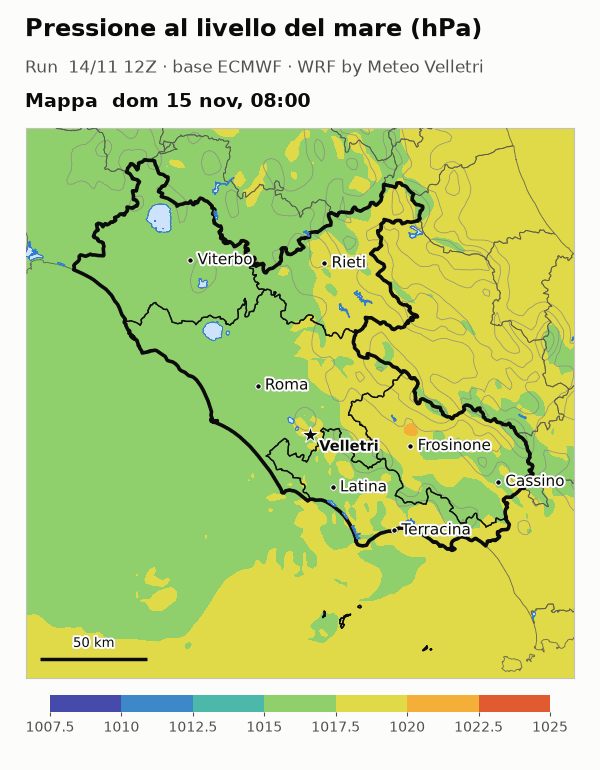 Pressione al livello del mare (hPa)
Run  14/11 12Z · base ECMWF · WRF by Meteo Velletri
Mappa  dom 15 nov, 08:00
Viterbo
Rieti
Roma
Velletri
Frosinone
Cassino
Latina
Terracina
50 km
1007.5 1010 1012.5 1015 1017.5 1020 1022.5 1025